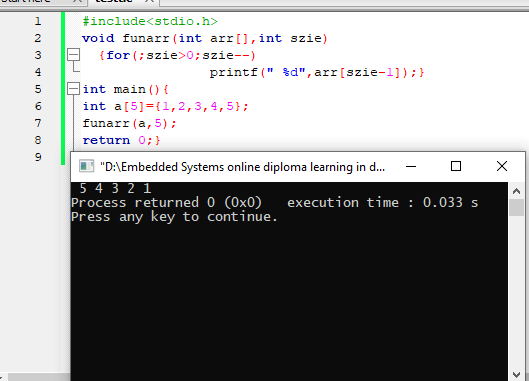 Start here
testdc
1 #include<stdio.h>
2 void funarr(int arr[],int szie)
3 {for(;szie>0;szie--)
4 printf(" %d",arr[szie-1]);}
5 int main(){
6 int a[5]={1,2,3,4,5};
7 funarr(a,5);
8 return 0;}
9
"D:\Embedded Systems online diploma learning in d...
5 4 3 2 1
Process returned 0 (0x0) execution time : 0.033 s
Press any key to continue.